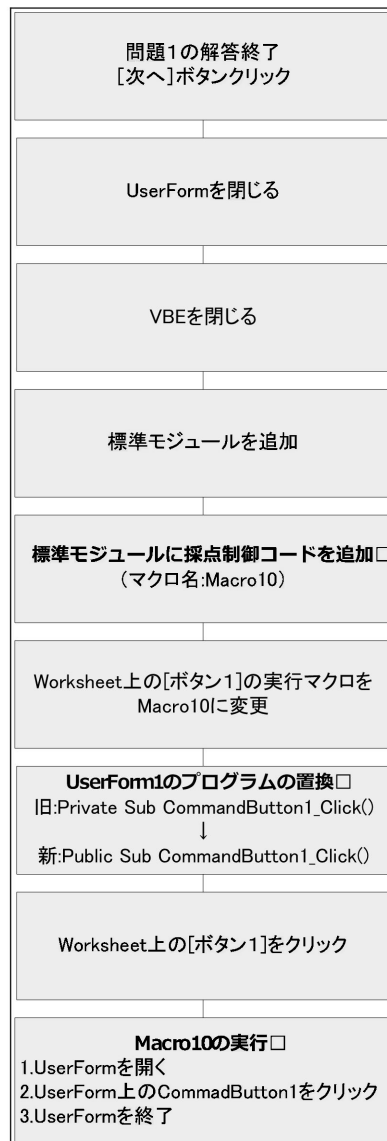 問題1の解答終了
[次へ]ボタンクリック
UserFormを閉じる
VBEを閉じる
標準モジュールを追加
標準モジュールに採点制御コードを追加□
(マクロ名:Macro10)
Worksheet上の[ボタン1]の実行マクロを
Macro10に変更
UserForm1のプログラムの置換□
旧:Private Sub CommandButton1_Click()
↓
新:Public Sub CommandButton1_Click()
Worksheet上の[ボタン1]をクリック
Macro10の実行□
1.UserFormを開く
2.UserForm上のCommadButton1をクリック
3.UserFormを終了